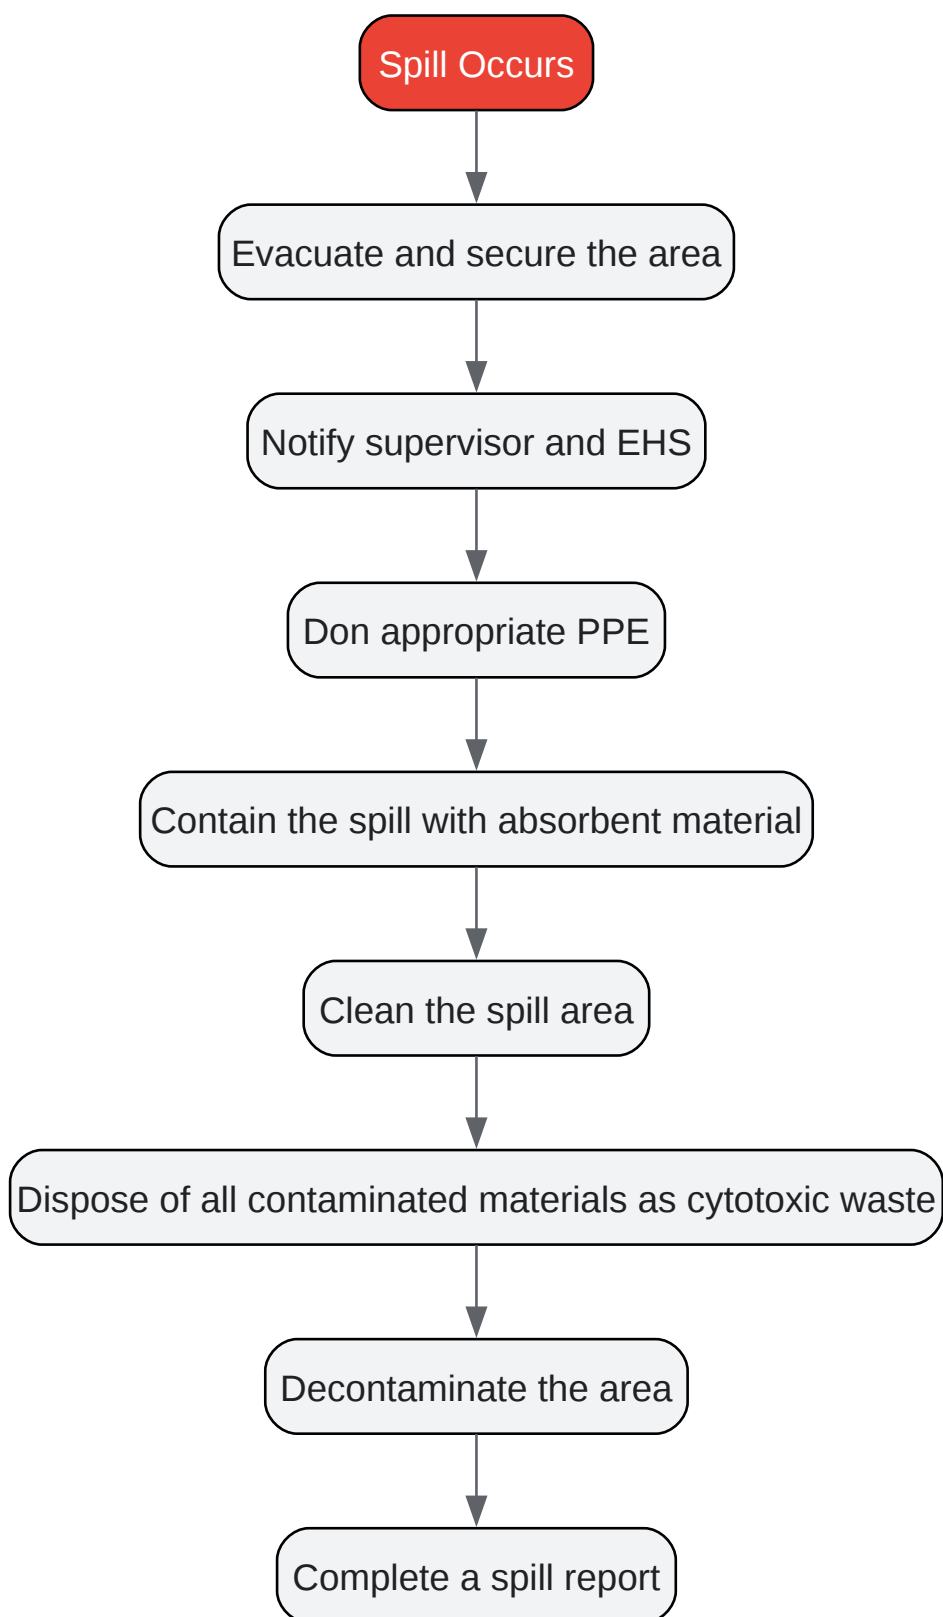 Spill Occurs
Evacuate and secure the area
Notify supervisor and EHS
Don appropriate PPE
Contain the spill with absorbent material
Clean the spill area
Dispose of all contaminated materials as cytotoxic waste
Decontaminate the area
Complete a spill report